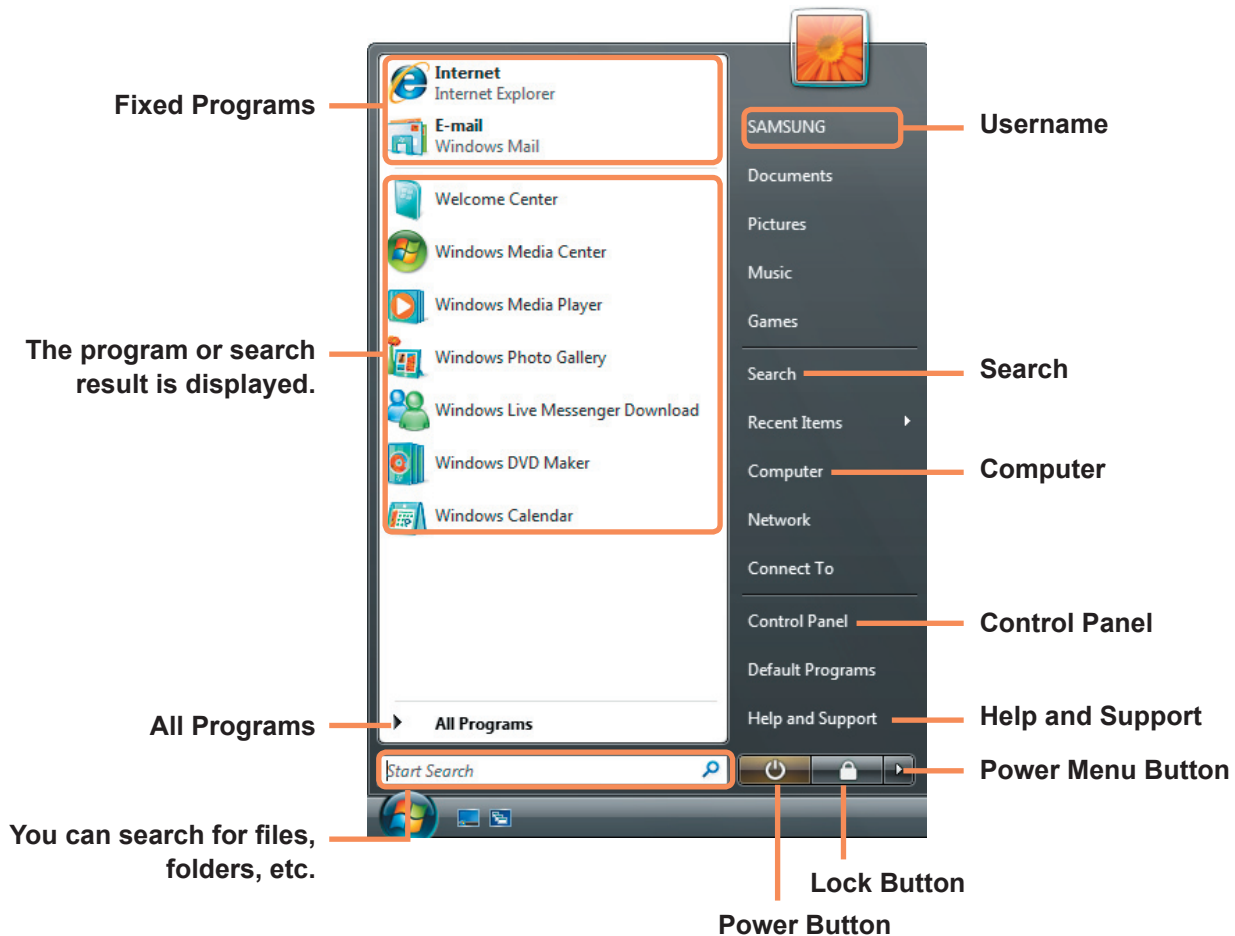 Fixed Programs
The program or search
result is displayed.
All Programs
You can search for files,
folders, etc.
Internet
Internet Explorer
E-mail
Windows Mail
Welcome Center
Windows Media Center
Windows Media Player
Windows Photo Gallery
Windows Live Messenger Download
Windows DVD Maker
Windows Calendar
All Programs
Start Search
SAMSUNG
Documents
Pictures
Music
Games
Search
Recent Items
Computer
Network
Connect To
Control Panel
Default Programs
Help and Support
Username
Search
Computer
Control Panel
Help and Support
Power Menu Button
Lock Button
Power Button